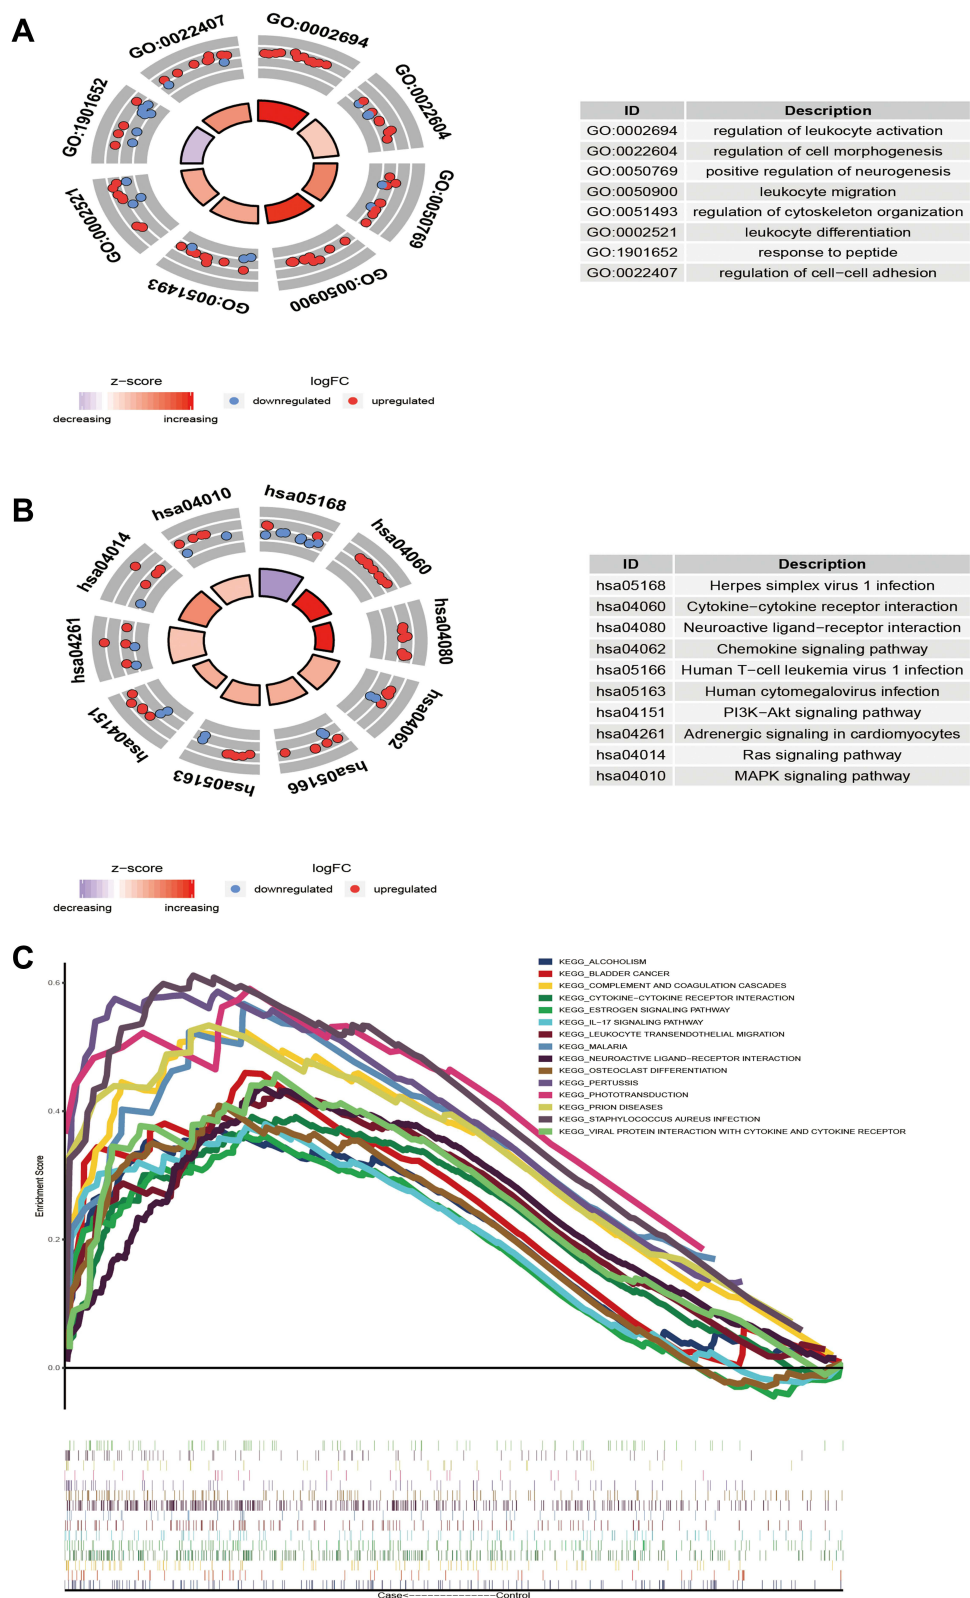 A
GO:0022407
GO:0002694
GO:1901652
GO:0022604
GO:0002521
GO:0050769
GO:0051493
GO:0050900
ID Description
GO:0002694 regulation of leukocyte activation
GO:0022604 regulation of cell morphogenesis
GO:0050769 positive regulation of neurogenesis
GO:0050900 leukocyte migration
GO:0051493 regulation of cytoskeleton organization
GO:0002521 leukocyte differentiation
GO:1901652 response to peptide
GO:0022407 regulation of cell−cell adhesion
z−score logFC
decreasing increasing downregulated upregulated
B
hsa04010
hsa05168
hsa04014
hsa04060
hsa04261
hsa04080
hsa04151
hsa04062
hsa05163
hsa05166
ID Description
hsa05168 Herpes simplex virus 1 infection
hsa04060 Cytokine−cytokine receptor interaction
hsa04080 Neuroactive ligand−receptor interaction
hsa04062 Chemokine signaling pathway
hsa05166 Human T−cell leukemia virus 1 infection
hsa05163 Human cytomegalovirus infection
hsa04151 PI3K−Akt signaling pathway
hsa04261 Adrenergic signaling in cardiomyocytes
hsa04014 Ras signaling pathway
hsa04010 MAPK signaling pathway
z−score logFC
decreasing increasing downregulated upregulated
C
KEGG_ALCOHOLISM
KEGG_BLADDER CANCER
KEGG_COMPLEMENT AND COAGULATION CASCADES
KEGG_CYTOKINE−CYTOKINE RECEPTOR INTERACTION
KEGG_ESTROGEN SIGNALING PATHWAY
KEGG_IL−17 SIGNALING PATHWAY
KEGG_LEUKOCYTE TRANSENDOTHELIAL MIGRATION
KEGG_MALARIA
KEGG_NEUROACTIVE LIGAND−RECEPTOR INTERACTION
KEGG_OSTEOCLAST DIFFERENTIATION
KEGG_PERTUSSIS
KEGG_PHOTOTRANSDUCTION
KEGG_PRION DISEASES
KEGG_STAPHYLOCOCCUS AUREUS INFECTION
KEGG_VIRAL PROTEIN INTERACTION WITH CYTOKINE AND CYTOKINE RECEPTOR
0.6
0.4
0.2
0.0
Enrichment Score
Case<−−−−−−−−−−−−−−Control